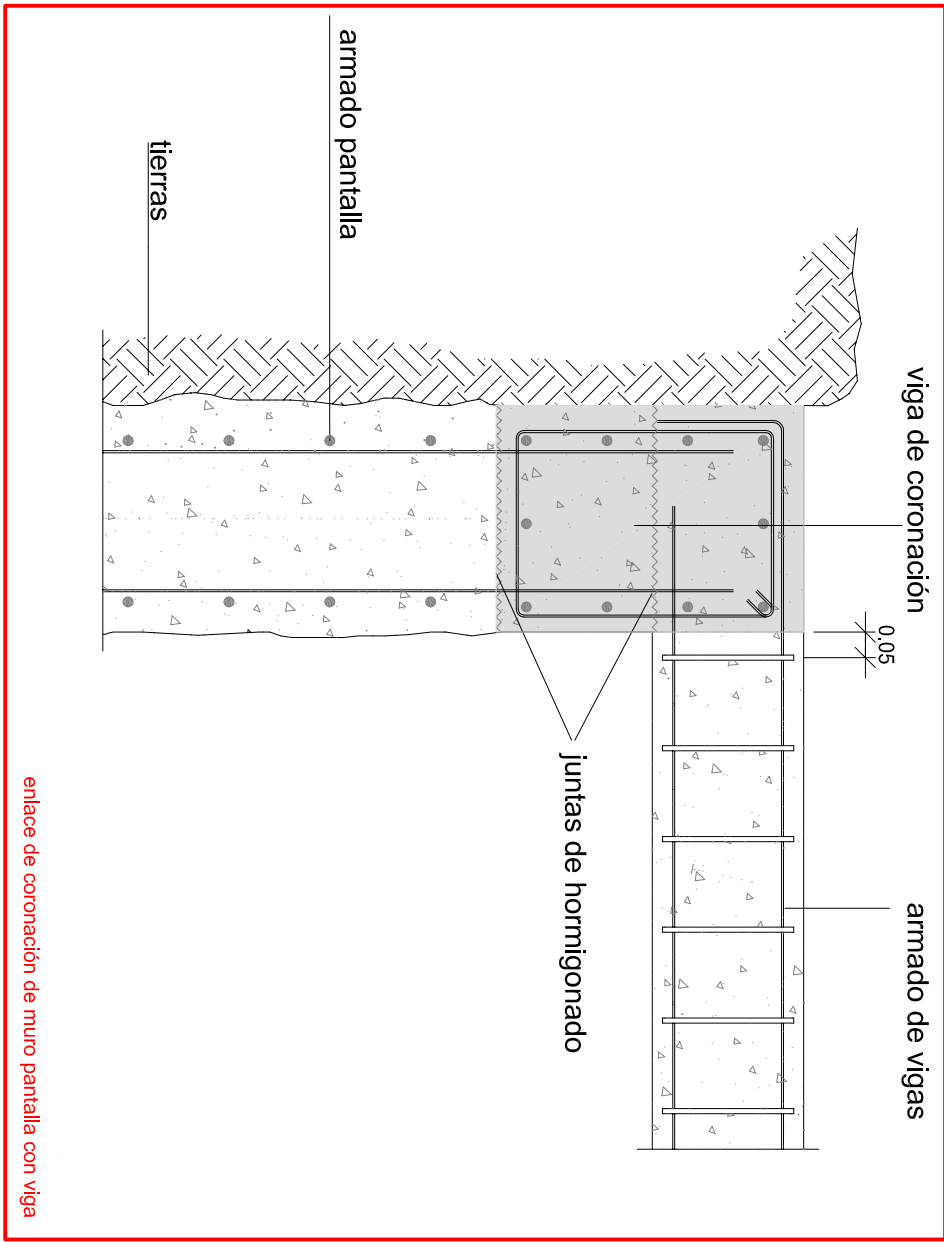 viga de coronación
armado de vigas
0.05
armado pantalla
juntas de hormigonado
tierras
enlace de coronación de muro pantalla con viga